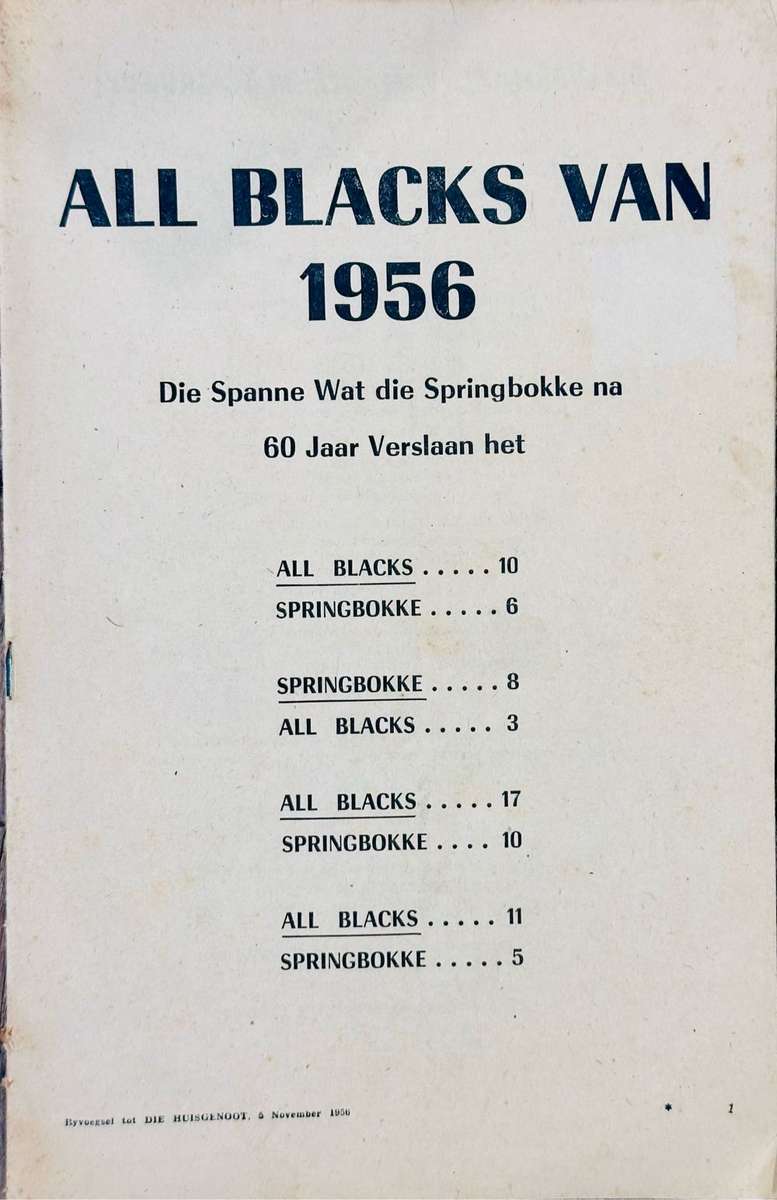 ALL BLACKS VAN
1956
Die Spanne Wat die Springbokke na
60 Jaar Verslaan het
ALL BLACKS ..... 10
SPRINGBOKKE ..... 6
SPRINGBOKKE ..... 8
ALL BLACKS ..... 3
ALL BLACKS ..... 17
SPRINGBOKKE .... 10
ALL BLACKS ..... 11
SPRINGBOKKE ..... 5
Byvoegsel tot DIE HUISGENOOT, 5 November 1956 * 1